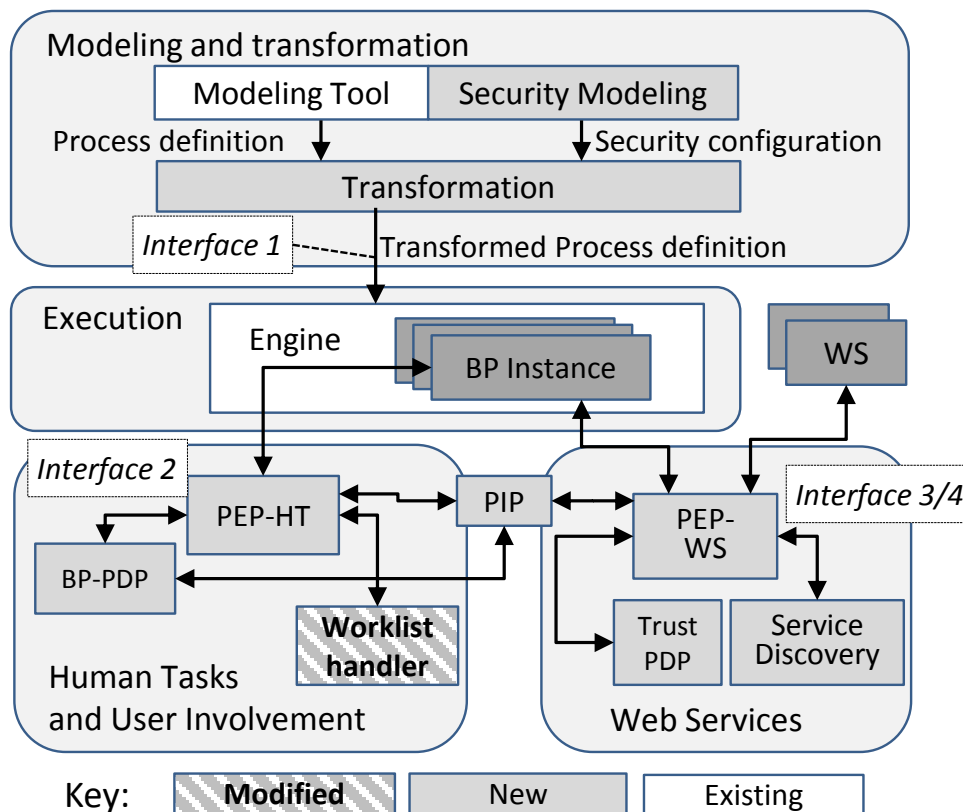 Modeling and transformation
Modeling Tool
Security Modeling
Process definition
Security configuration
Transformation
Interface 1
Transformed Process definition
Execution
Engine
BP Instance
WS
Interface 2
PEP-HT
PIP
PEP-
WS
Interface 3/4
BP-PDP
Worklist
handler
Trust
PDP
Service
Discovery
Human Tasks
and User Involvement
Web Services
Key:
Modified
New
Existing